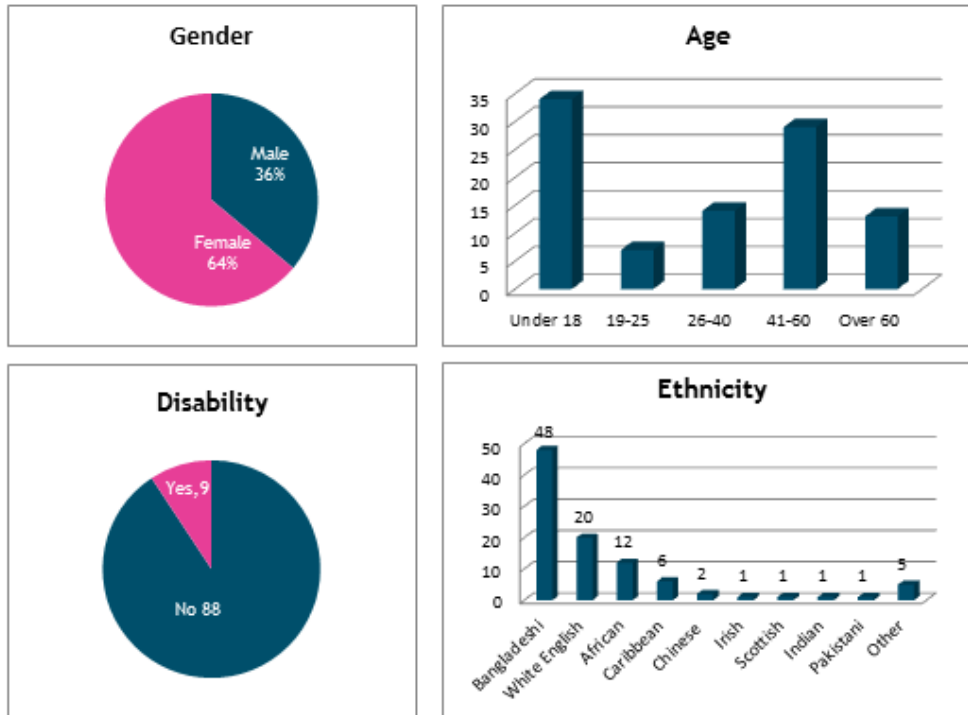 Gender
Male
36%
Female
64%
Age
35
30
25
20
15
10
5
0
Under 18 19-25 26-40 41-60 Over 60
Disability
Yes,9
No 88
Ethnicity
50
40
30
20
10
0
48
20
12
6
2
1
1
1
1
5
Bangladeshi
White English
African
Caribbean
Chinese
Irish
Scottish
Indian
Pakistani
Other